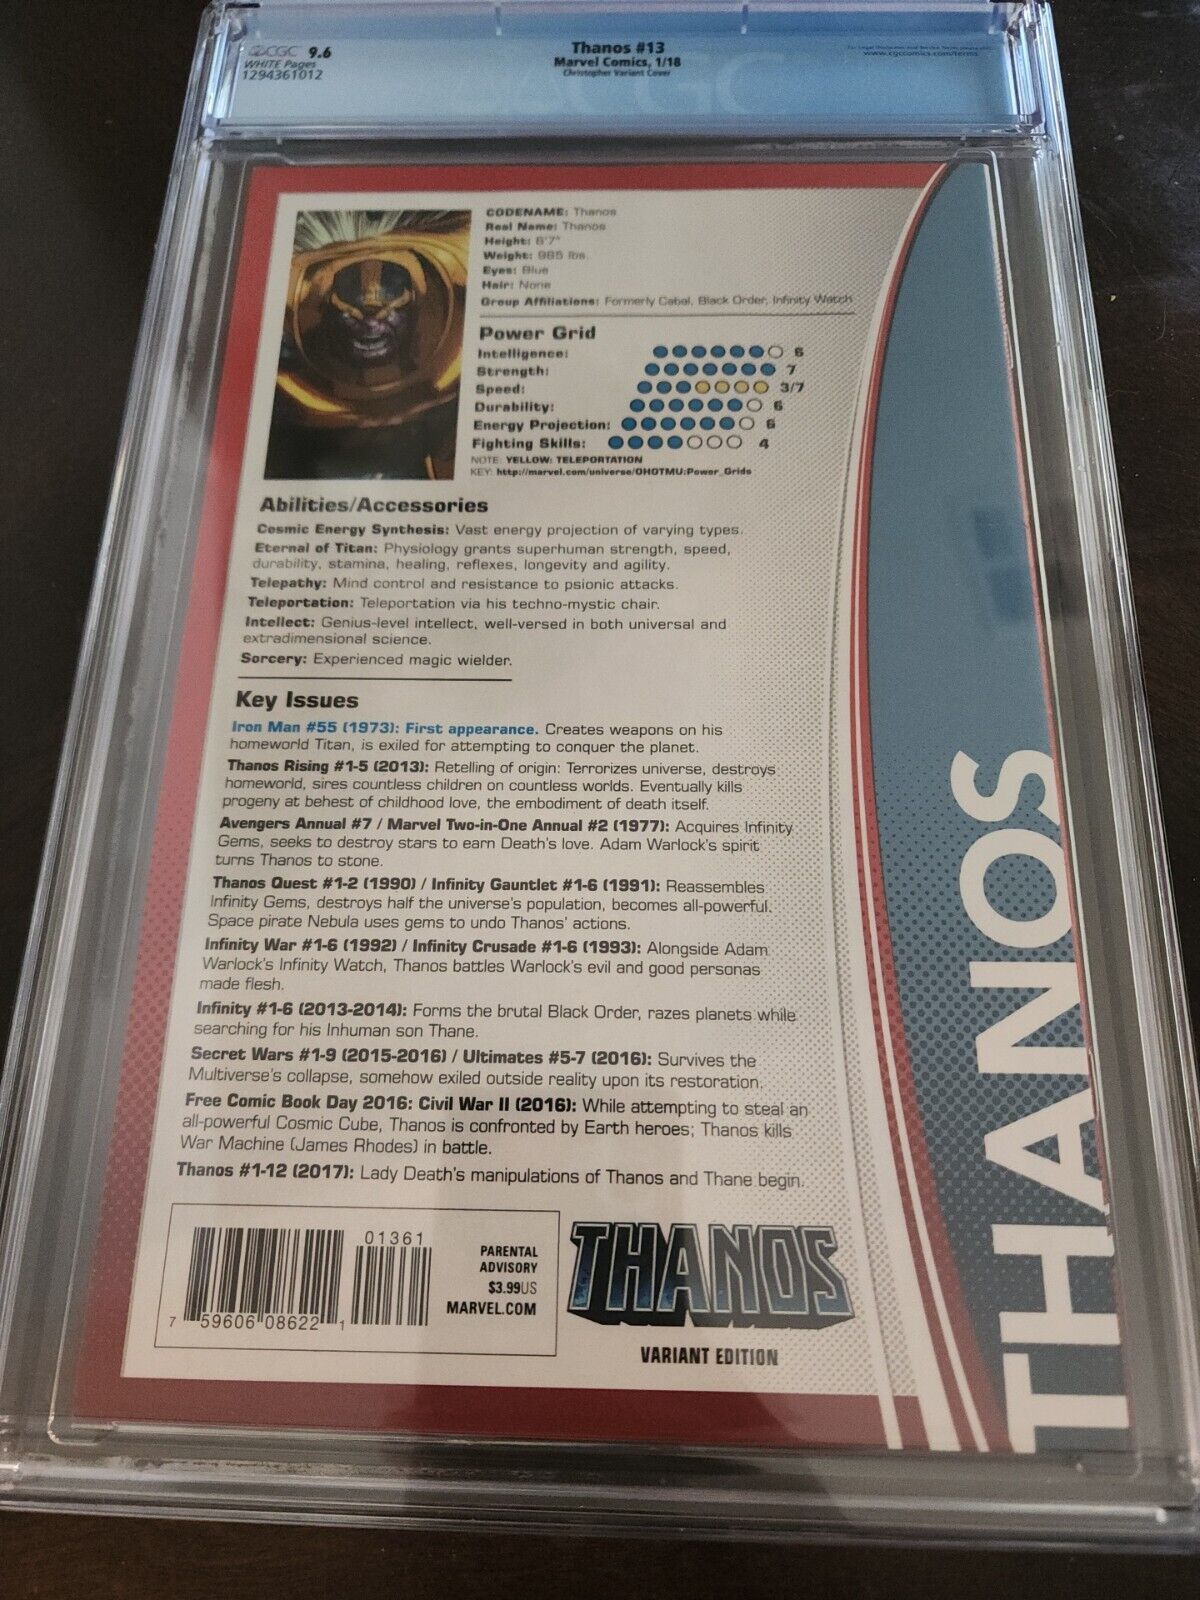 CGC 9.6
WHITE Pages
1294361012
Thanos #13
Marvel Comics, 1/18
Christopher Variant Cover
www.cgccomics.com/terms
CGC
CODENAME: Thanos
Real Name: Thanos
Height: 6'7"
Weight: 985 lbs.
Eyes: Blue
Hair: None
Group Affiliations: Formerly Cabal, Black Order, Infinity Watch
Power Grid
Intelligence: 6
Strength: 7
Speed: 3/7
Durability: 6
Energy Projection: 6
Fighting Skills: 4
NOTE: YELLOW: TELEPORTATION
KEY: http://marvel.com/universe/OHOTMU:Power_Grids
Abilities/Accessories
Cosmic Energy Synthesis: Vast energy projection of varying types.
Eternal of Titan: Physiology grants superhuman strength, speed,
durability, stamina, healing, reflexes, longevity and agility.
Telepathy: Mind control and resistance to psionic attacks.
Teleportation: Teleportation via his techno-mystic chair.
Intellect: Genius-level intellect, well-versed in both universal and
extradimensional science.
Sorcery: Experienced magic wielder.
Key Issues
Iron Man #55 (1973): First appearance. Creates weapons on his
homeworld Titan, is exiled for attempting to conquer the planet.
Thanos Rising #1-5 (2013): Retelling of origin: Terrorizes universe, destroys
homeworld, sires countless children on countless worlds. Eventually kills
progeny at behest of childhood love, the embodiment of death itself.
Avengers Annual #7 / Marvel Two-in-One Annual #2 (1977): Acquires Infinity
Gems, seeks to destroy stars to earn Death's love. Adam Warlock's spirit
turns Thanos to stone.
Thanos Quest #1-2 (1990) / Infinity Gauntlet #1-6 (1991): Reassembles
Infinity Gems, destroys half the universe's population, becomes all-powerful.
Space pirate Nebula uses gems to undo Thanos' actions.
Infinity War #1-6 (1992) / Infinity Crusade #1-6 (1993): Alongside Adam
Warlock's Infinity Watch, Thanos battles Warlock's evil and good personas
made flesh.
Infinity #1-6 (2013-2014): Forms the brutal Black Order, razes planets while
searching for his Inhuman son Thane.
Secret Wars #1-9 (2015-2016) / Ultimates #5-7 (2016): Survives the
Multiverse's collapse, somehow exiled outside reality upon its restoration.
Free Comic Book Day 2016: Civil War II (2016): While attempting to steal an
all-powerful Cosmic Cube, Thanos is confronted by Earth heroes; Thanos kills
War Machine (James Rhodes) in battle.
Thanos #1-12 (2017): Lady Death's manipulations of Thanos and Thane begin.
01361
7 59606 08622 1
PARENTAL
ADVISORY
$3.99US
MARVEL.COM
THANOS
VARIANT EDITION
THANOS